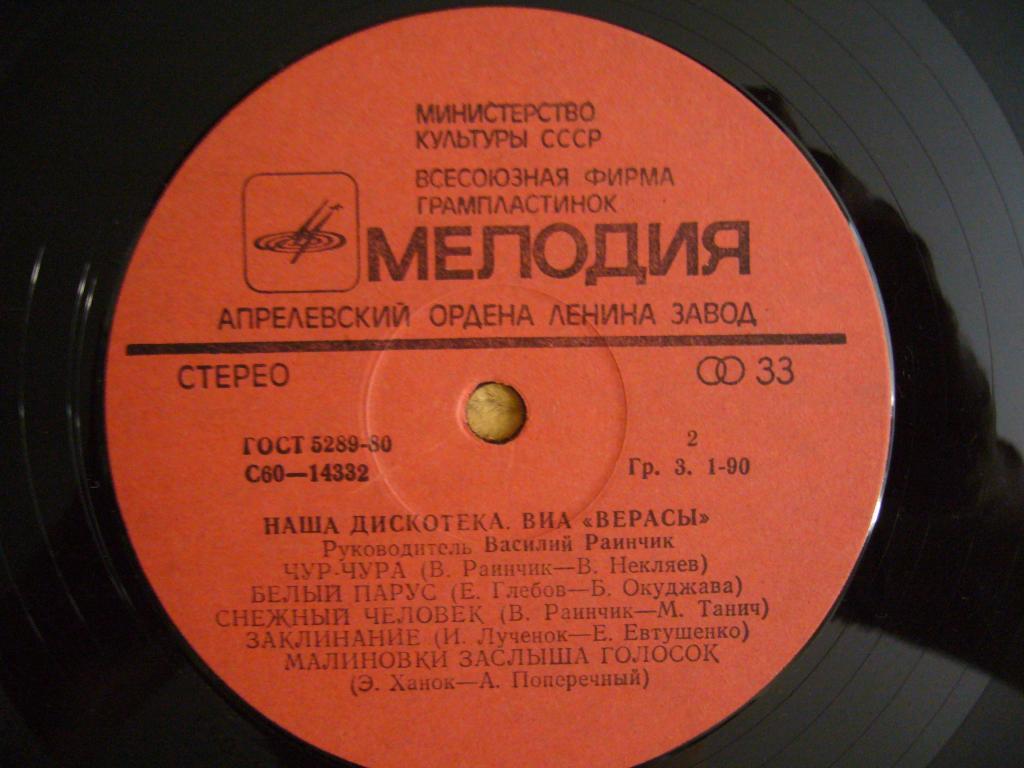 МИНИСТЕРСТВО
КУЛЬТУРЫ СССР
ВСЕСОЮЗНАЯ ФИРМА
ГРАМПЛАСТИНОК
МЕЛОДИЯ
АПРЕЛЕВСКИЙ ОРДЕНА ЛЕНИНА ЗАВОД
СТЕРЕО 33
ГОСТ 5289-80 2
С60—14332 Гр. 3. 1-90
НАША ДИСКОТЕКА. ВИА «ВЕРАСЫ»
Руководитель Василий Раинчик
ЧУР-ЧУРА (В. Раинчик—В. Некляев)
БЕЛЫЙ ПАРУС (Е. Глебов—Б. Окуджава)
СНЕЖНЫЙ ЧЕЛОВЕК (В. Раинчик—М. Танич)
ЗАКЛИНАНИЕ (И. Лученок—Е. Евтушенко)
МАЛИНОВКИ ЗАСЛЫША ГОЛОСОК
(Э. Ханок—А. Поперечный)